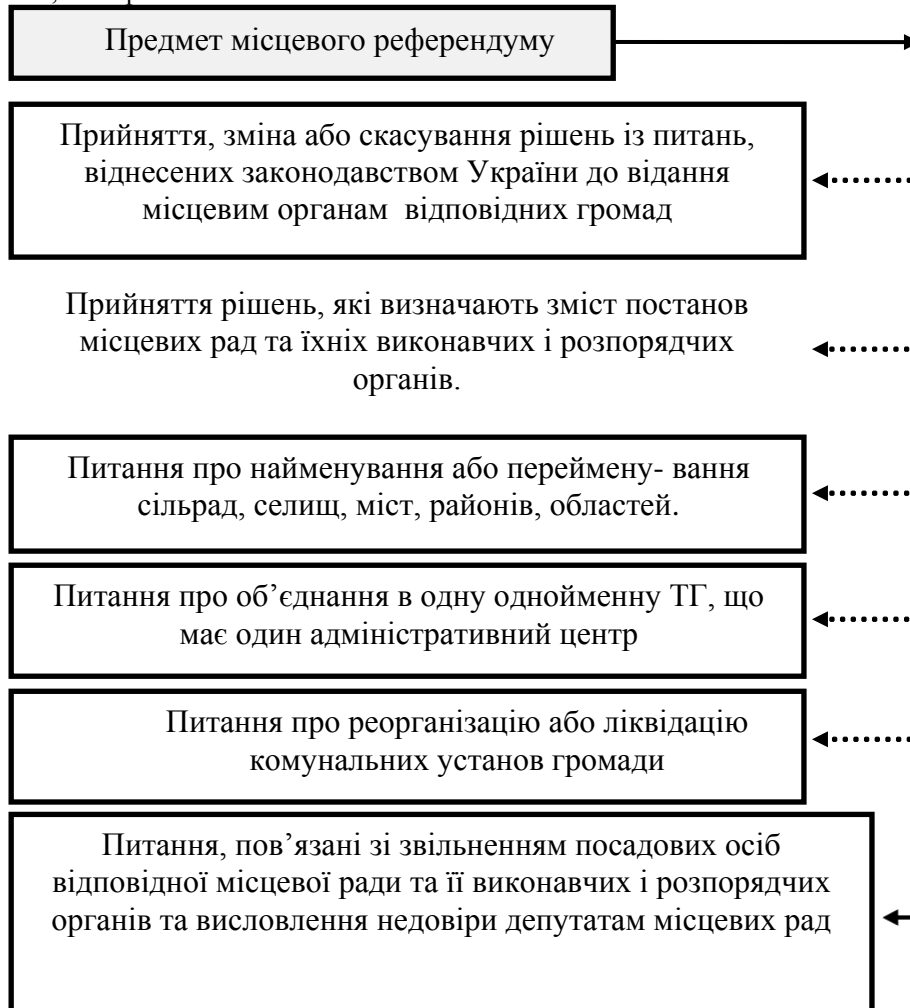 Предмет місцевого референдуму
Прийняття, зміна або скасування рішень із питань,
віднесених законодавством України до відання
місцевим органам відповідних громад
Прийняття рішень, які визначають зміст постанов
місцевих рад та їхніх виконавчих і розпорядчих
органів.
Питання про найменування або переймену- вання
сільрад, селищ, міст, районів, областей.
Питання про об’єднання в одну однойменну ТГ, що
має один адміністративний центр
Питання про реорганізацію або ліквідацію
комунальних установ громади
Питання, пов’язані зі звільненням посадових осіб
відповідної місцевої ради та її виконавчих і розпорядчих
органів та висловлення недовіри депутатам місцевих рад